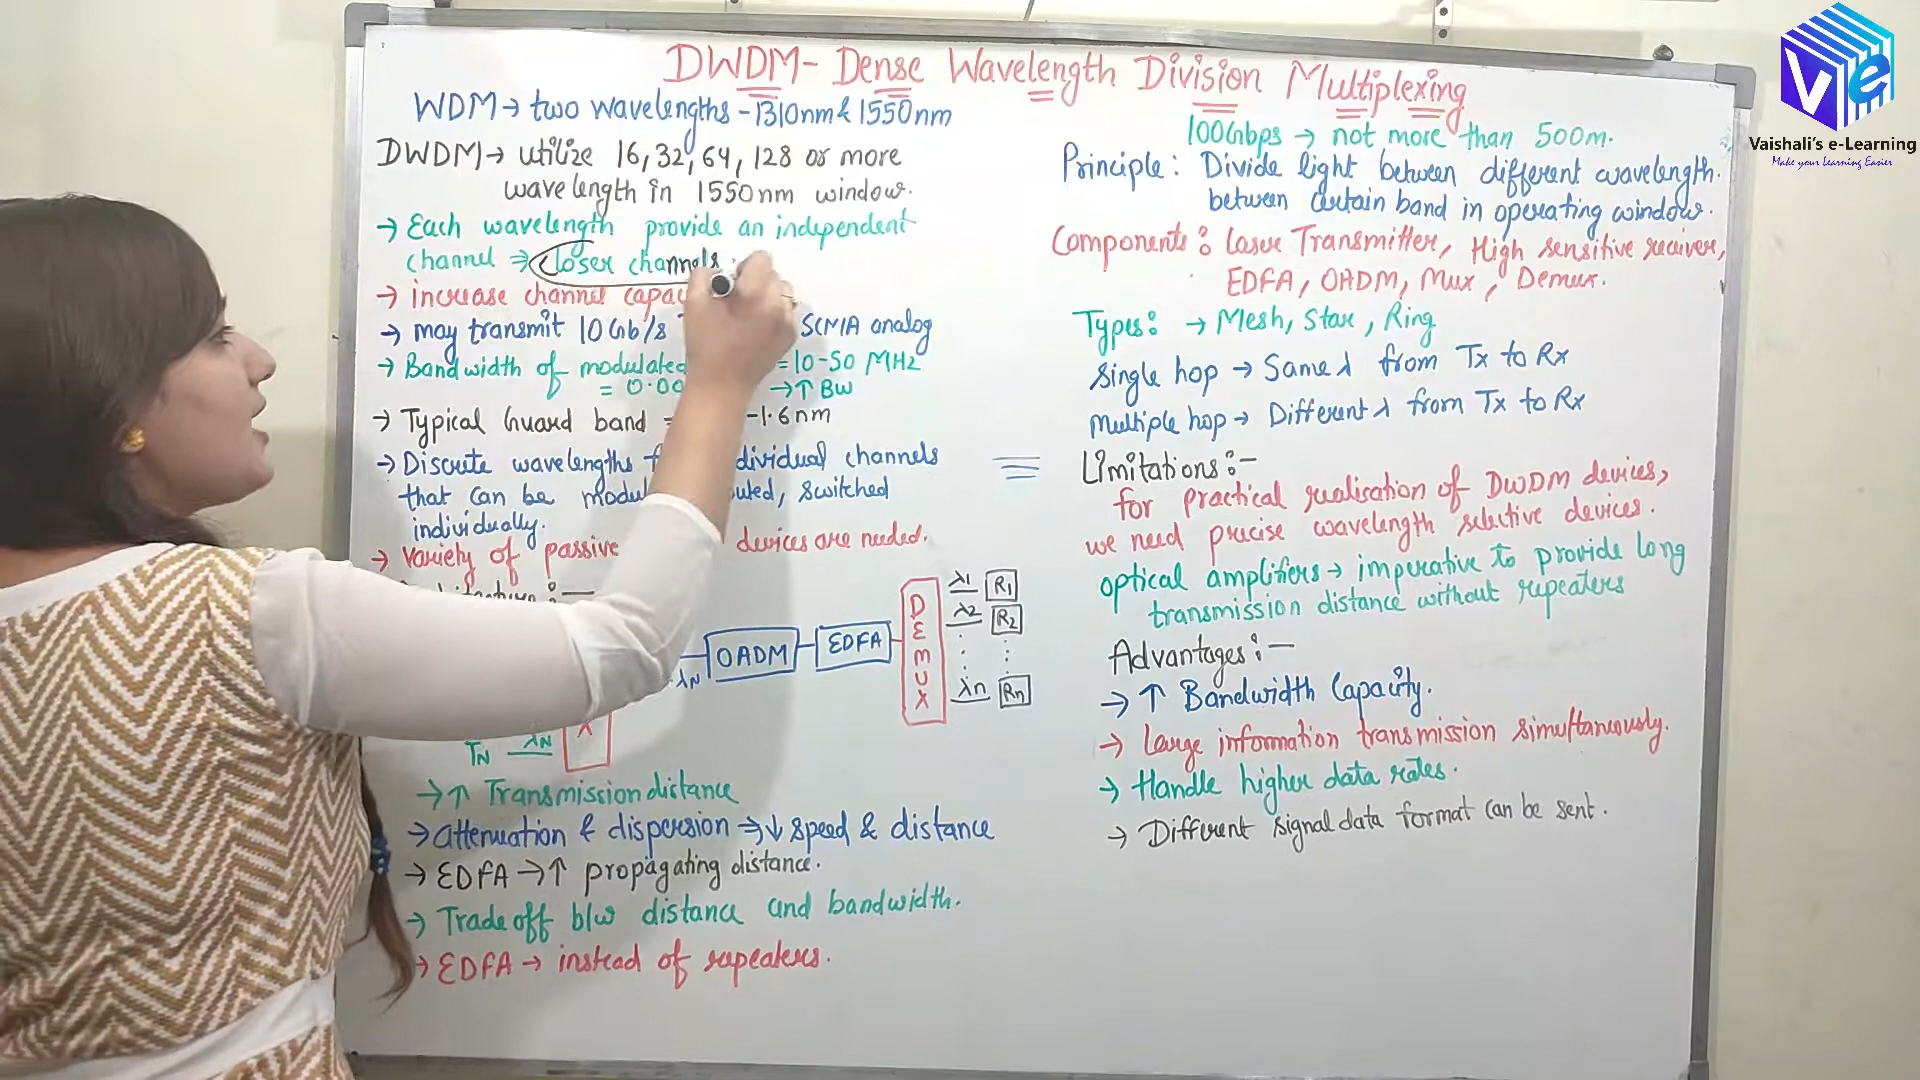 DWDM- Dense Wavelength Division Multiplexing
WDM → two wavelengths - 1310nm & 1550nm
DWDM → utilize 16, 32, 64, 128 or more
wavelength in 1550nm window.
→ Each wavelength provide an independent
channel ⇒ closer channels.
→ increase channel
→ may transmit 10Gb/s SCMA analog
→ Bandwidth of modulated = 10-50 MHz
→ ↑ BW
→ Typical Guard band = -1.6nm
→ Discrete wavelengths individual channels
that can be switched
individually.
→ Variety of passive devices are needed.
λN OADM EDFA DEMUX
λ1 R1
λ2 R2
λn Rn
TN λN X
→ ↑ Transmission distance
→ attenuation & dispersion ⇒ ↓ speed & distance
→ EDFA → ↑ propagating distance.
→ Trade off b/w distance and bandwidth.
→ EDFA → instead of repeaters.
100Gbps → not more than 500m.
Principle: Divide light between different wavelength.
between certain band in operating window.
Components: Laser Transmitter, High sensitive receiver,
EDFA, OADM, Mux, Demux.
Types: → Mesh, Star, Ring
Single hop → Same λ from Tx to Rx
Multiple hop → Different λ from Tx to Rx
Limitations:-
for practical realisation of DWDM devices,
we need precise wavelength selective devices.
optical amplifiers → imperative to provide long
transmission distance without repeaters
Advantages:-
→ ↑ Bandwidth Capacity.
→ Large information transmission simultaneously.
→ Handle higher data rates.
→ Different signal data format can be sent.
Ve
Vaishali's e-Learning
Make your Learning Easier